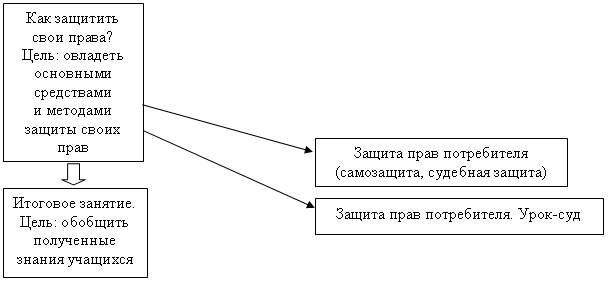 Как защитить
свои права?
Цель: овладеть
основными
средствами
и методами
защиты своих
прав
Защита прав потребителя
(самозащита, судебная защита)
Итоговое занятие.
Цель: обобщить
полученные
знания учащихся
Защита прав потребителя. Урок-суд